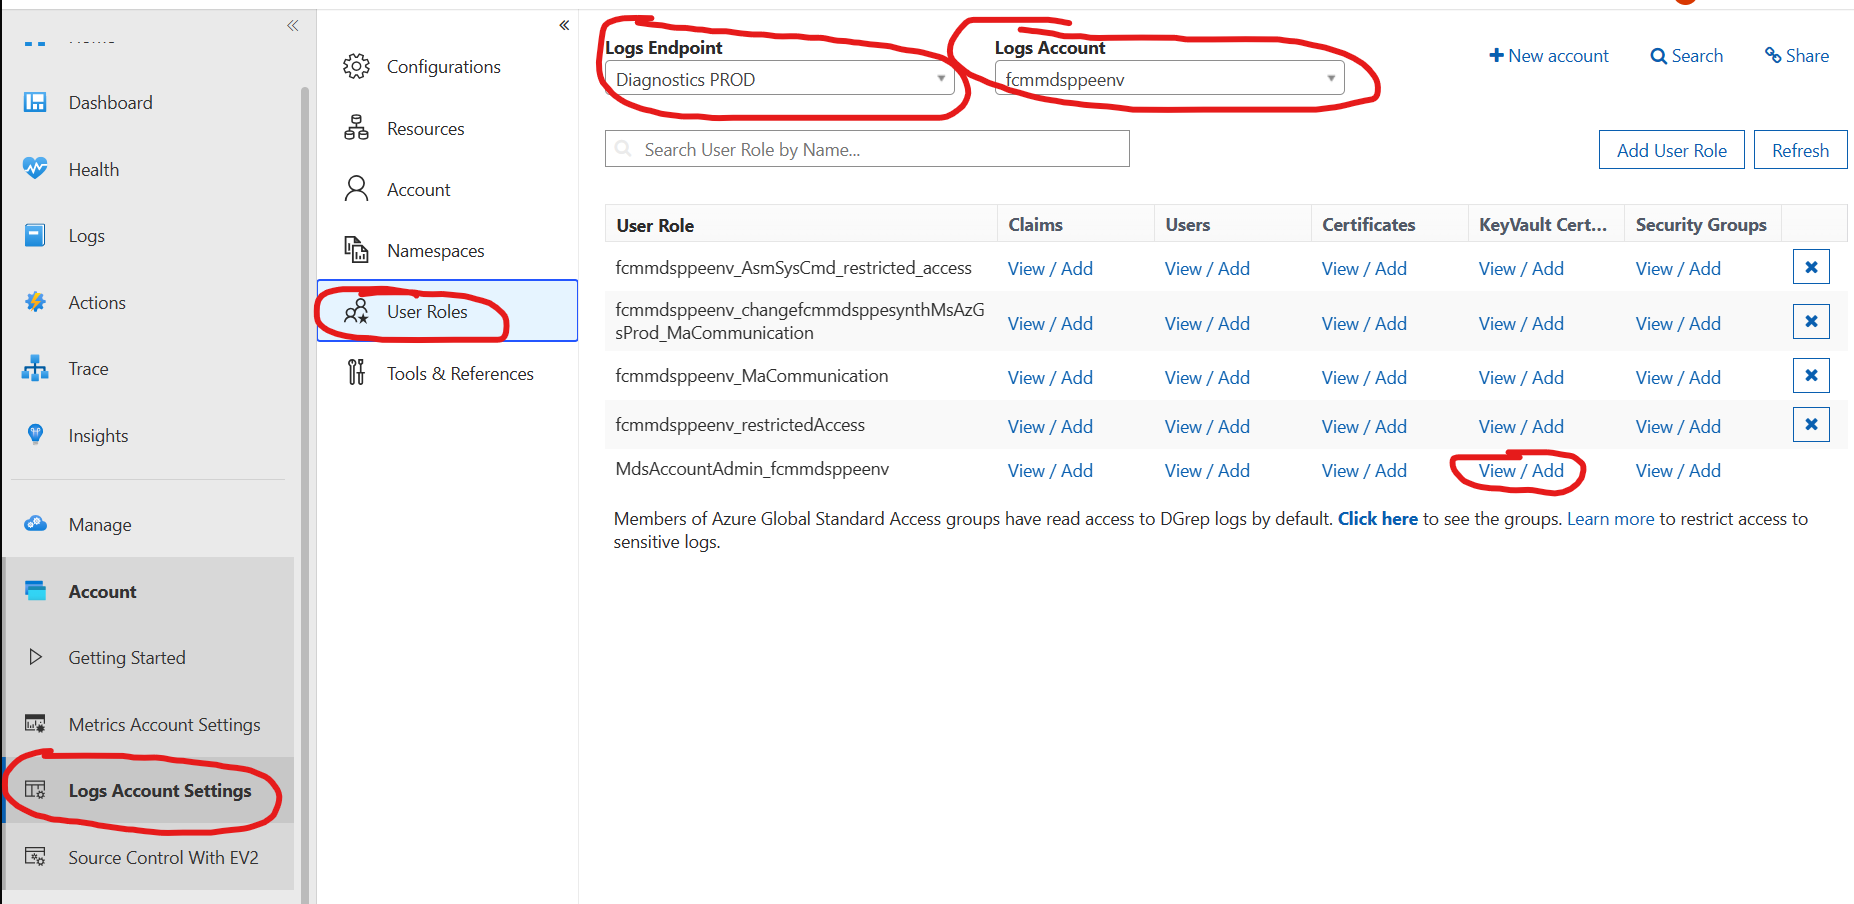 Dashboard
Health
Logs
Actions
Trace
Insights
Manage
Account
Getting Started
Metrics Account Settings
Logs Account Settings
Source Control With EV2
Configurations
Resources
Account
Namespaces
User Roles
Tools & References
Logs Endpoint
Diagnostics PROD
Logs Account
fcmmdsppeenv
New account
Search
Share
Search User Role by Name...
Add User Role
Refresh
User Role Claims Users Certificates KeyVault Cert... Security Groups
fcmmdsppeenv_AsmSysCmd_restricted_access View / Add View / Add View / Add View / Add View / Add
fcmmdsppeenv_changefcmmdsppesynthMsAzG
sProd_MaCommunication View / Add View / Add View / Add View / Add View / Add
fcmmdsppeenv_MaCommunication View / Add View / Add View / Add View / Add View / Add
fcmmdsppeenv_restrictedAccess View / Add View / Add View / Add View / Add View / Add
MdsAccountAdmin_fcmmdsppeenv View / Add View / Add View / Add View / Add View / Add
Members of Azure Global Standard Access groups have read access to DGrep logs by default. Click here to see the groups. Learn more to restrict access to
sensitive logs.